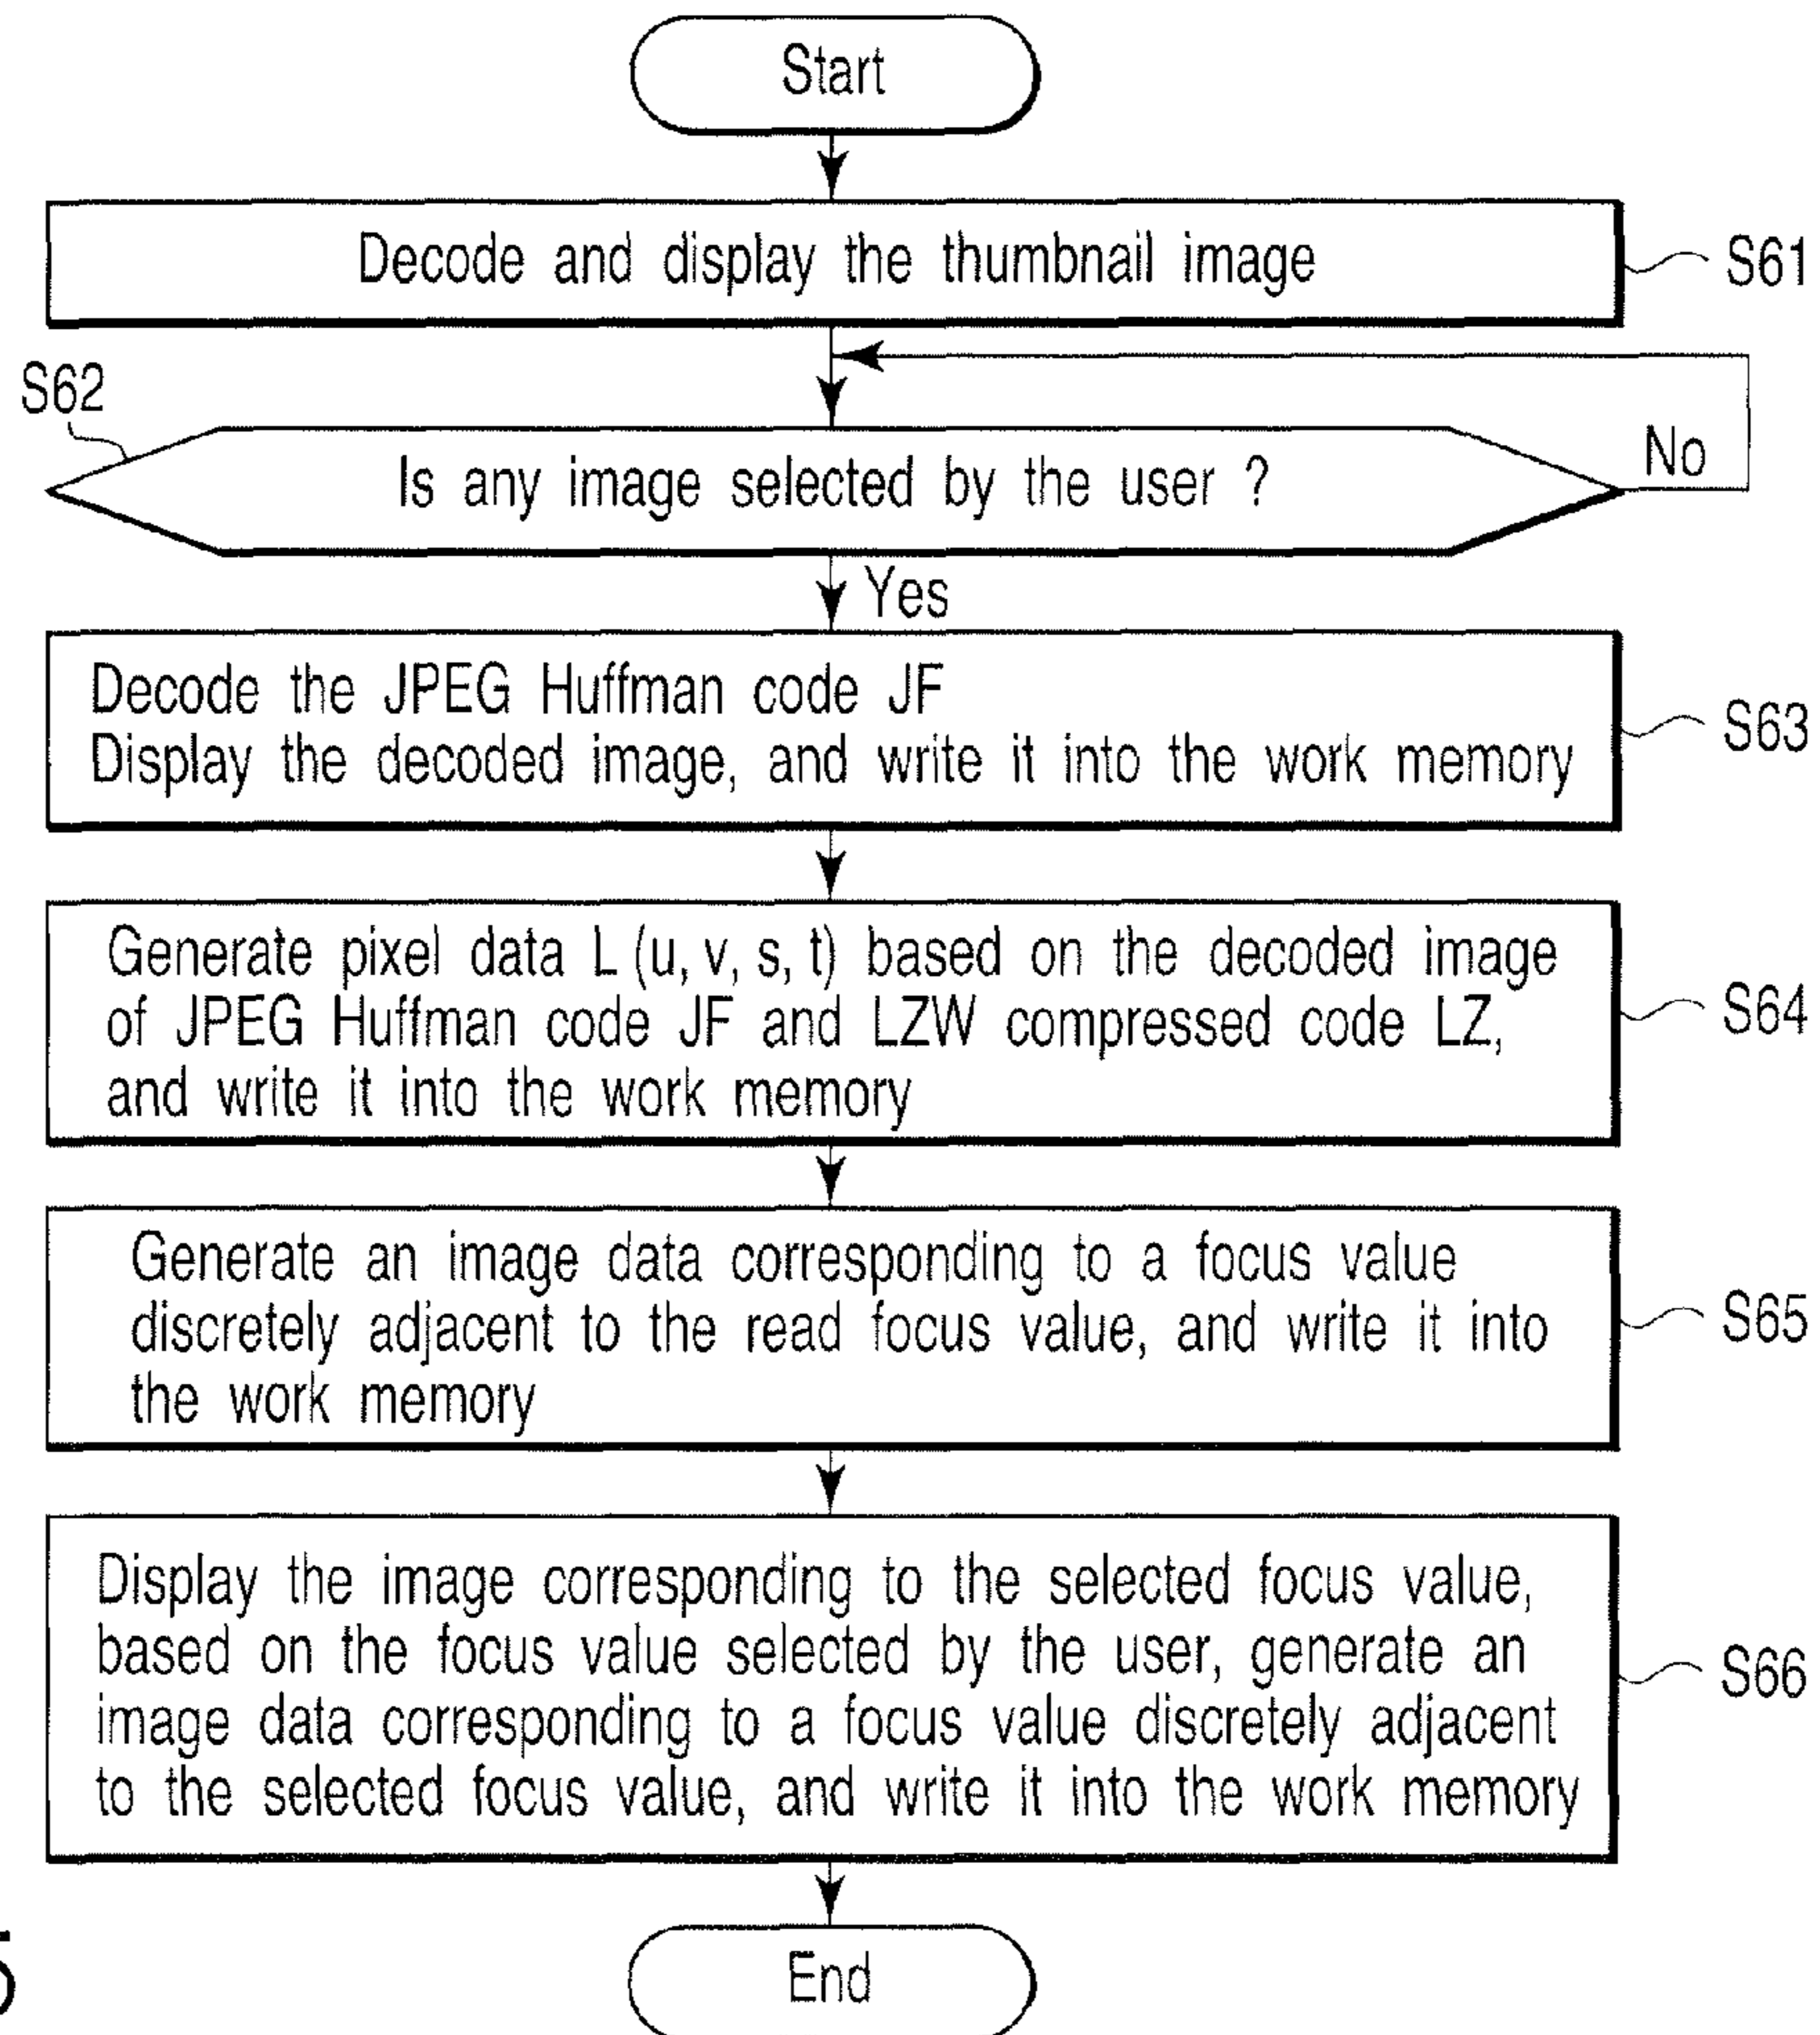 Start
Decode and display the thumbnail image
S61
S62
Is any image selected by the user ?
No
Yes
Decode the JPEG Huffman code JF
Display the decoded image, and write it into the work memory
S63
Generate pixel data L (u, v, s, t) based on the decoded image
of JPEG Huffman code JF and LZW compressed code LZ,
and write it into the work memory
S64
Generate an image data corresponding to a focus value
discretely adjacent to the read focus value, and write it into
the work memory
S65
Display the image corresponding to the selected focus value,
based on the focus value selected by the user, generate an
image data corresponding to a focus value discretely adjacent
to the selected focus value, and write it into the work memory
S66
End